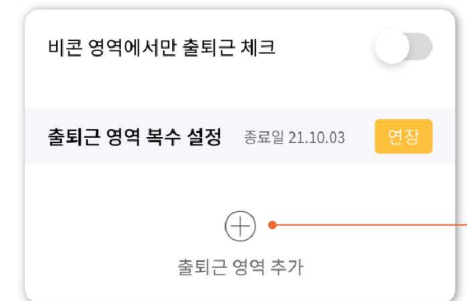 비콘 영역에서만 출퇴근 체크
출퇴근 영역 복수 설정 종료일 21.10.03 연장
출퇴근 영역 추가